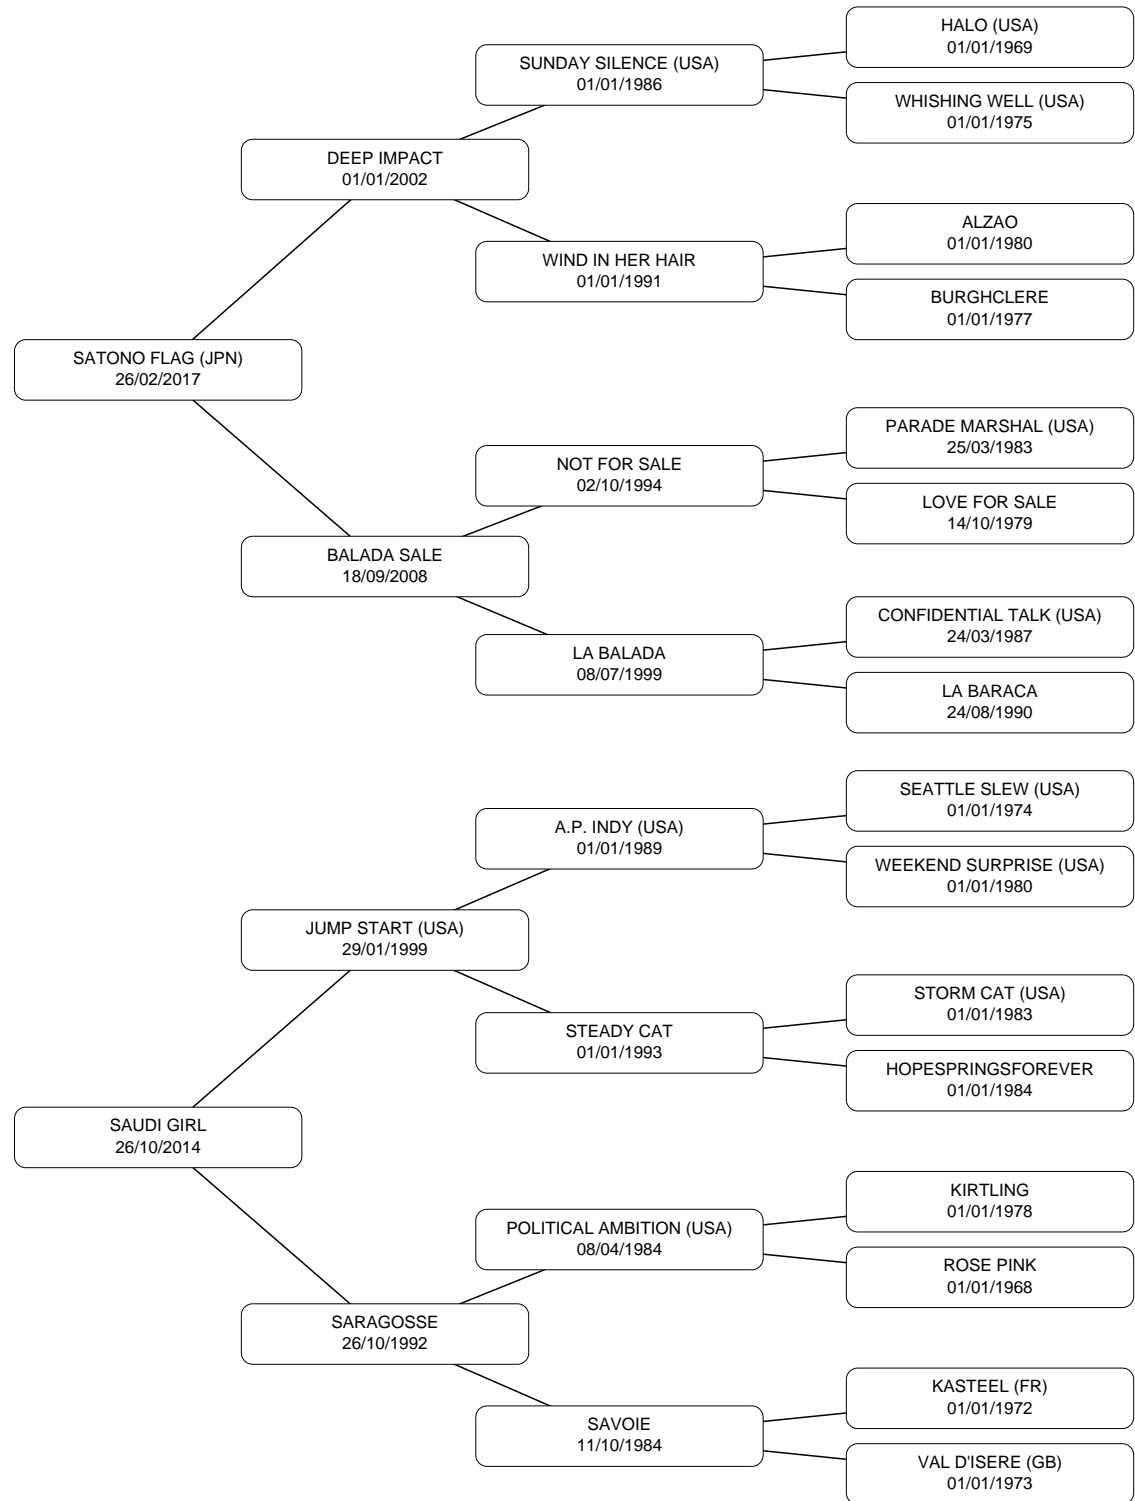 HALO (USA)
01/01/1969
SUNDAY SILENCE (USA)
01/01/1986
WHISHING WELL (USA)
01/01/1975
DEEP IMPACT
01/01/2002
ALZAO
01/01/1980
WIND IN HER HAIR
01/01/1991
BURGHCLERE
01/01/1977
SATONO FLAG (JPN)
26/02/2017
PARADE MARSHAL (USA)
25/03/1983
NOT FOR SALE
02/10/1994
LOVE FOR SALE
14/10/1979
BALADA SALE
18/09/2008
CONFIDENTIAL TALK (USA)
24/03/1987
LA BALADA
08/07/1999
LA BARACA
24/08/1990
SEATTLE SLEW (USA)
01/01/1974
A.P. INDY (USA)
01/01/1989
WEEKEND SURPRISE (USA)
01/01/1980
JUMP START (USA)
29/01/1999
STORM CAT (USA)
01/01/1983
STEADY CAT
01/01/1993
HOPESPRINGSFOREVER
01/01/1984
SAUDI GIRL
26/10/2014
KIRTLING
01/01/1978
POLITICAL AMBITION (USA)
08/04/1984
ROSE PINK
01/01/1968
SARAGOSSE
26/10/1992
KASTEEL (FR)
01/01/1972
SAVOIE
11/10/1984
VAL D'ISERE (GB)
01/01/1973